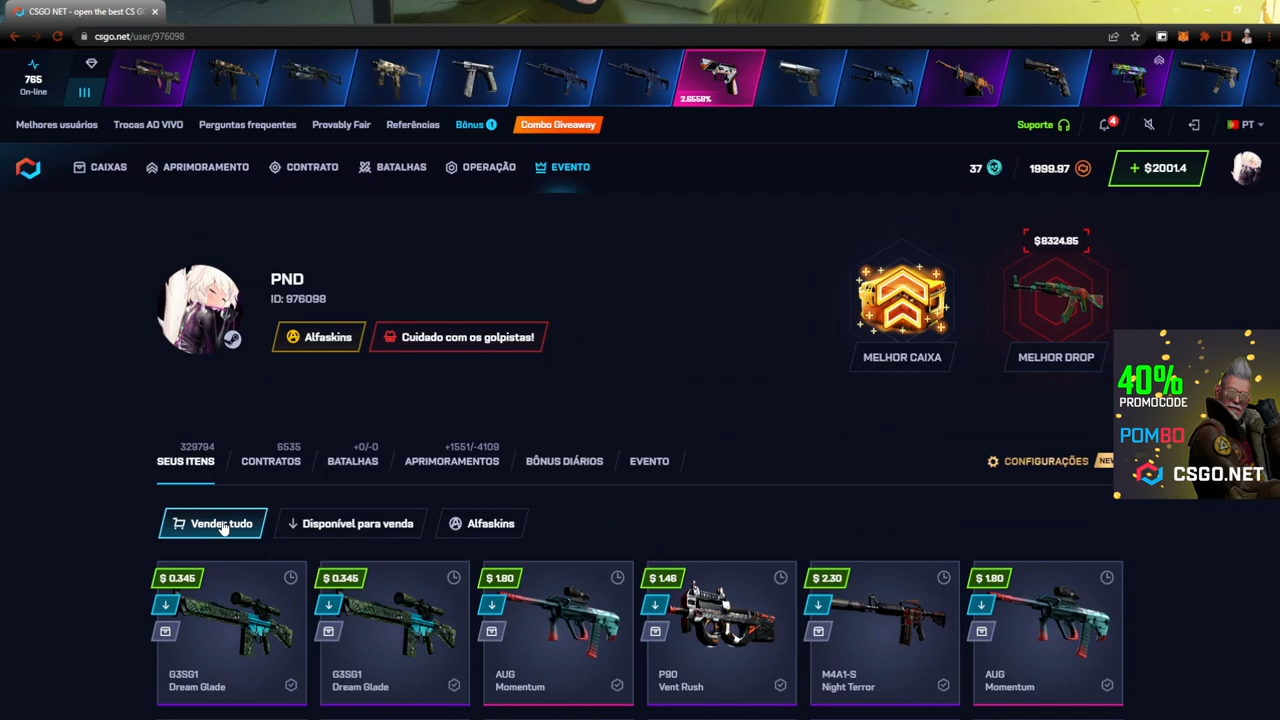 CSGO NET - open the best CS G
csgo.net/user/976098
765
On-line
2.6558%
Melhores usuários
Trocas AO VIVO
Perguntas frequentes
Provably Fair
Referências
Bônus 1
Combo Giveaway
Suporte
4
PT
CAIXAS
APRIMORAMENTO
CONTRATO
BATALHAS
OPERAÇÃO
EVENTO
37
1999.97
+ $2001.4
$8324.85
PND
ID: 976098
Alfaskins
Cuidado com os golpistas!
MELHOR CAIXA
MELHOR DROP
40%
PROMOCODE
POMBO
CSGO.NET
329794
SEUS ITENS
6535
CONTRATOS
+0/-0
BATALHAS
+1551/-4109
APRIMORAMENTOS
BÔNUS DIÁRIOS
EVENTO
CONFIGURAÇÕES
NEW
Vender tudo
Disponível para venda
Alfaskins
$ 0.345
G3SG1
Dream Glade
$ 0.345
G3SG1
Dream Glade
$ 1.80
AUG
Momentum
$ 1.46
P90
Vent Rush
$ 2.30
M4A1-S
Night Terror
$ 1.80
AUG
Momentum